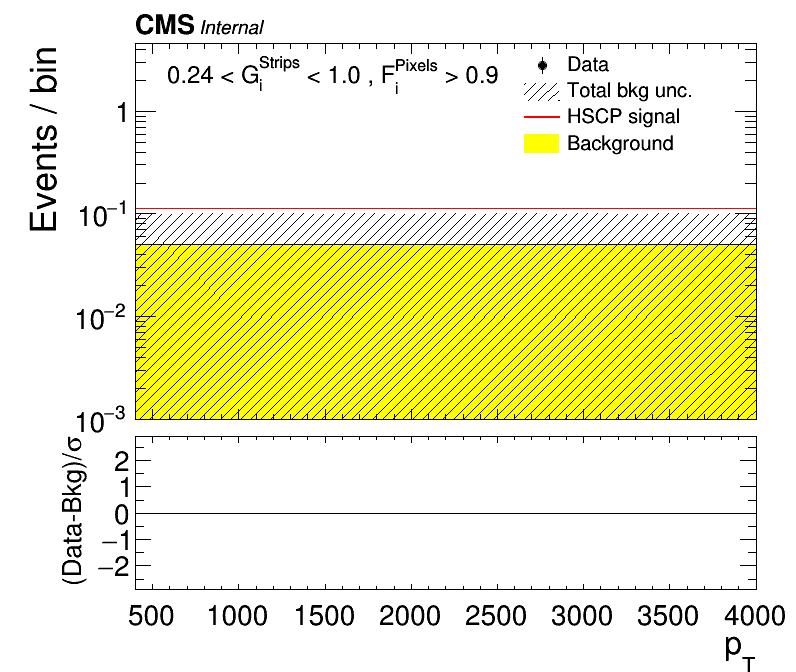 CMS Internal
0.24 < G_i^Strips < 1.0 , F_i^Pixels > 0.9
Data
Total bkg unc.
HSCP signal
Background
Events / bin
1
10^−1
10^−2
10^−3
(Data-Bkg)/σ
2
1
0
−1
−2
500 1000 1500 2000 2500 3000 3500 4000
p_T